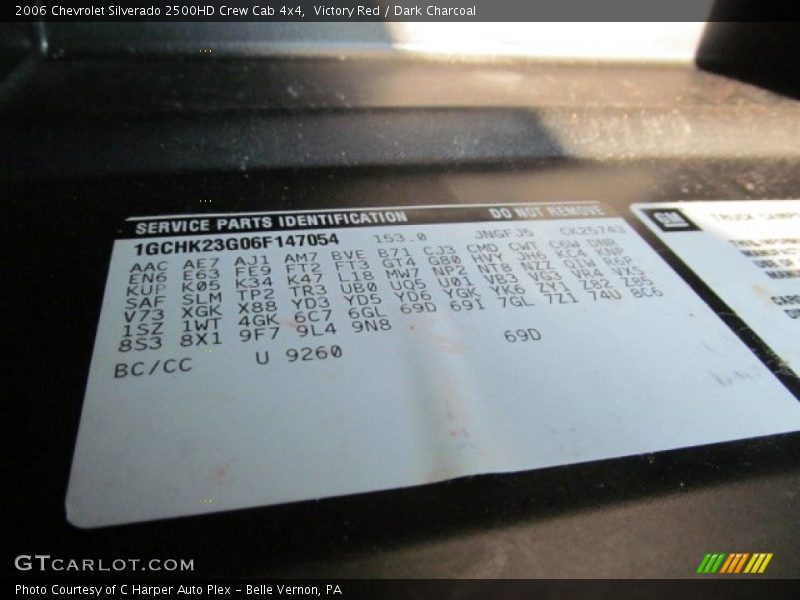 2006 Chevrolet Silverado 2500HD Crew Cab 4x4,  Victory Red / Dark Charcoal
SERVICE PARTS IDENTIFICATION DO NOT REMOVE
1GCHK23G06F147054 153.0 JNGFJ5 CK25743
AAC AE7 AJ1 AM7 BVE B71 CJ3 CMD CWT C6W DNR
EN6 E63 FE9 FT2 FT3 GT4 G80 HVY JH6 KC4 KNP
KUP K05 K34 K47 L18 MW7 NP2 NT8 NZZ QYW R6P
SAF SLM TP2 TR3 UB0 UQ5 U01 VB3 VG3 VR4 VXS
V73 XGK X88 YD3 YD5 YD6 YGK YK6 ZY1 Z82 Z85
1SZ 1WT 4GK 6C7 6GL 69D 691 7GL 7Z1 74U 8C6
8S3 8X1 9F7 9L4 9N8
69D
BC/CC U 9260
GM
TRUCK
GTCARLOT.COM
Photo Courtesy of C Harper Auto Plex - Belle Vernon, PA